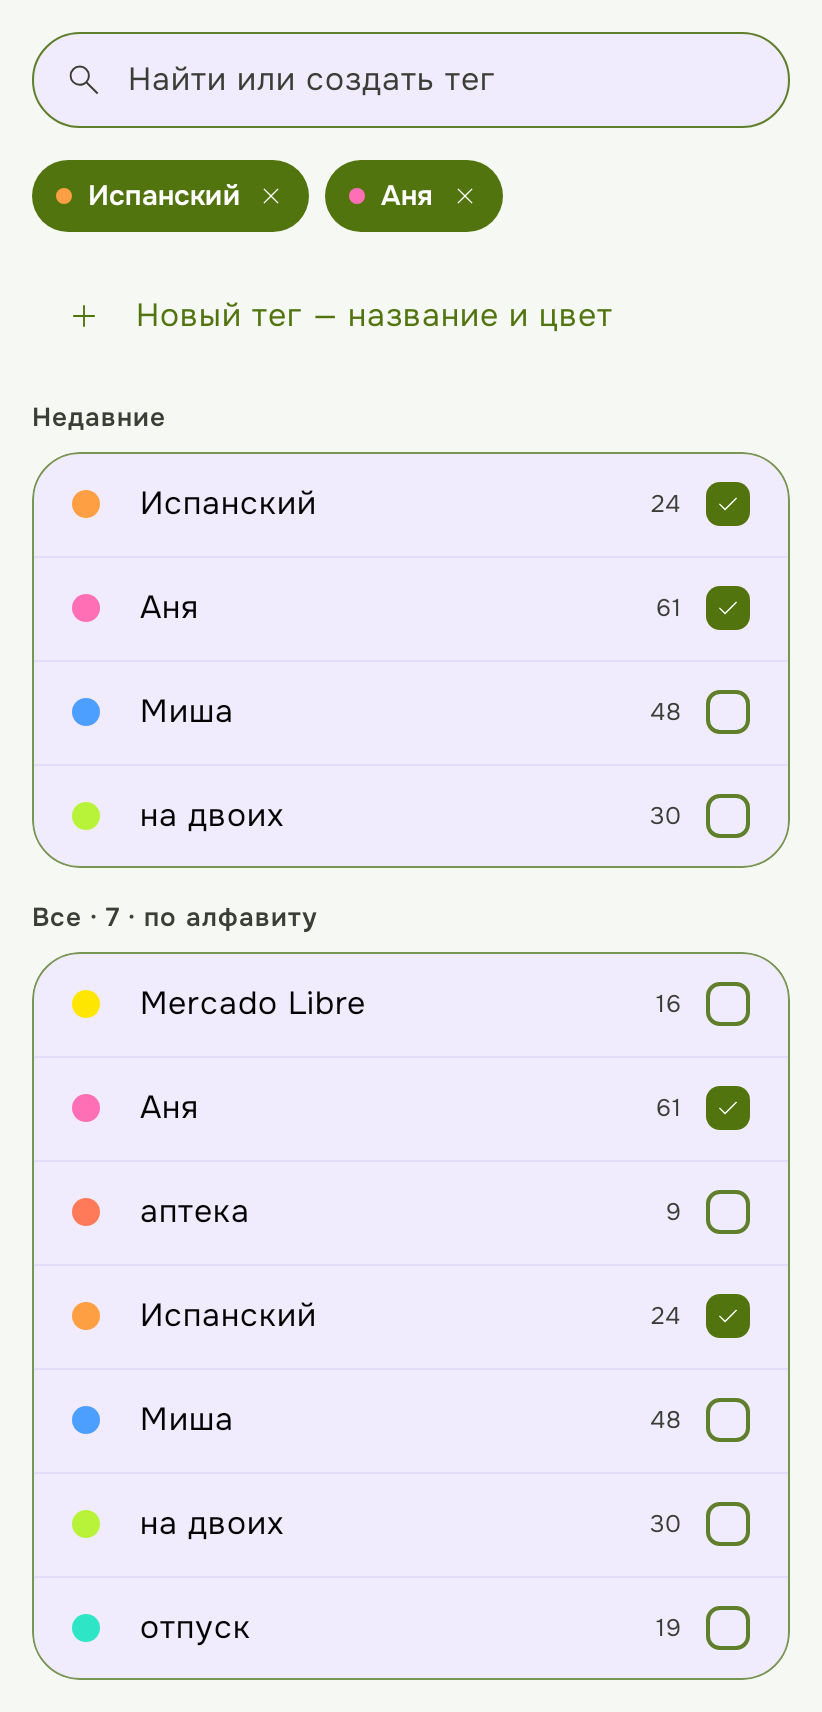 Найти или создать тег
Испанский Аня
Новый тег — название и цвет
Недавние
Испанский 24
Аня 61
Миша 48
на двоих 30
Все · 7 · по алфавиту
Mercado Libre 16
Аня 61
аптека 9
Испанский 24
Миша 48
на двоих 30
отпуск 19